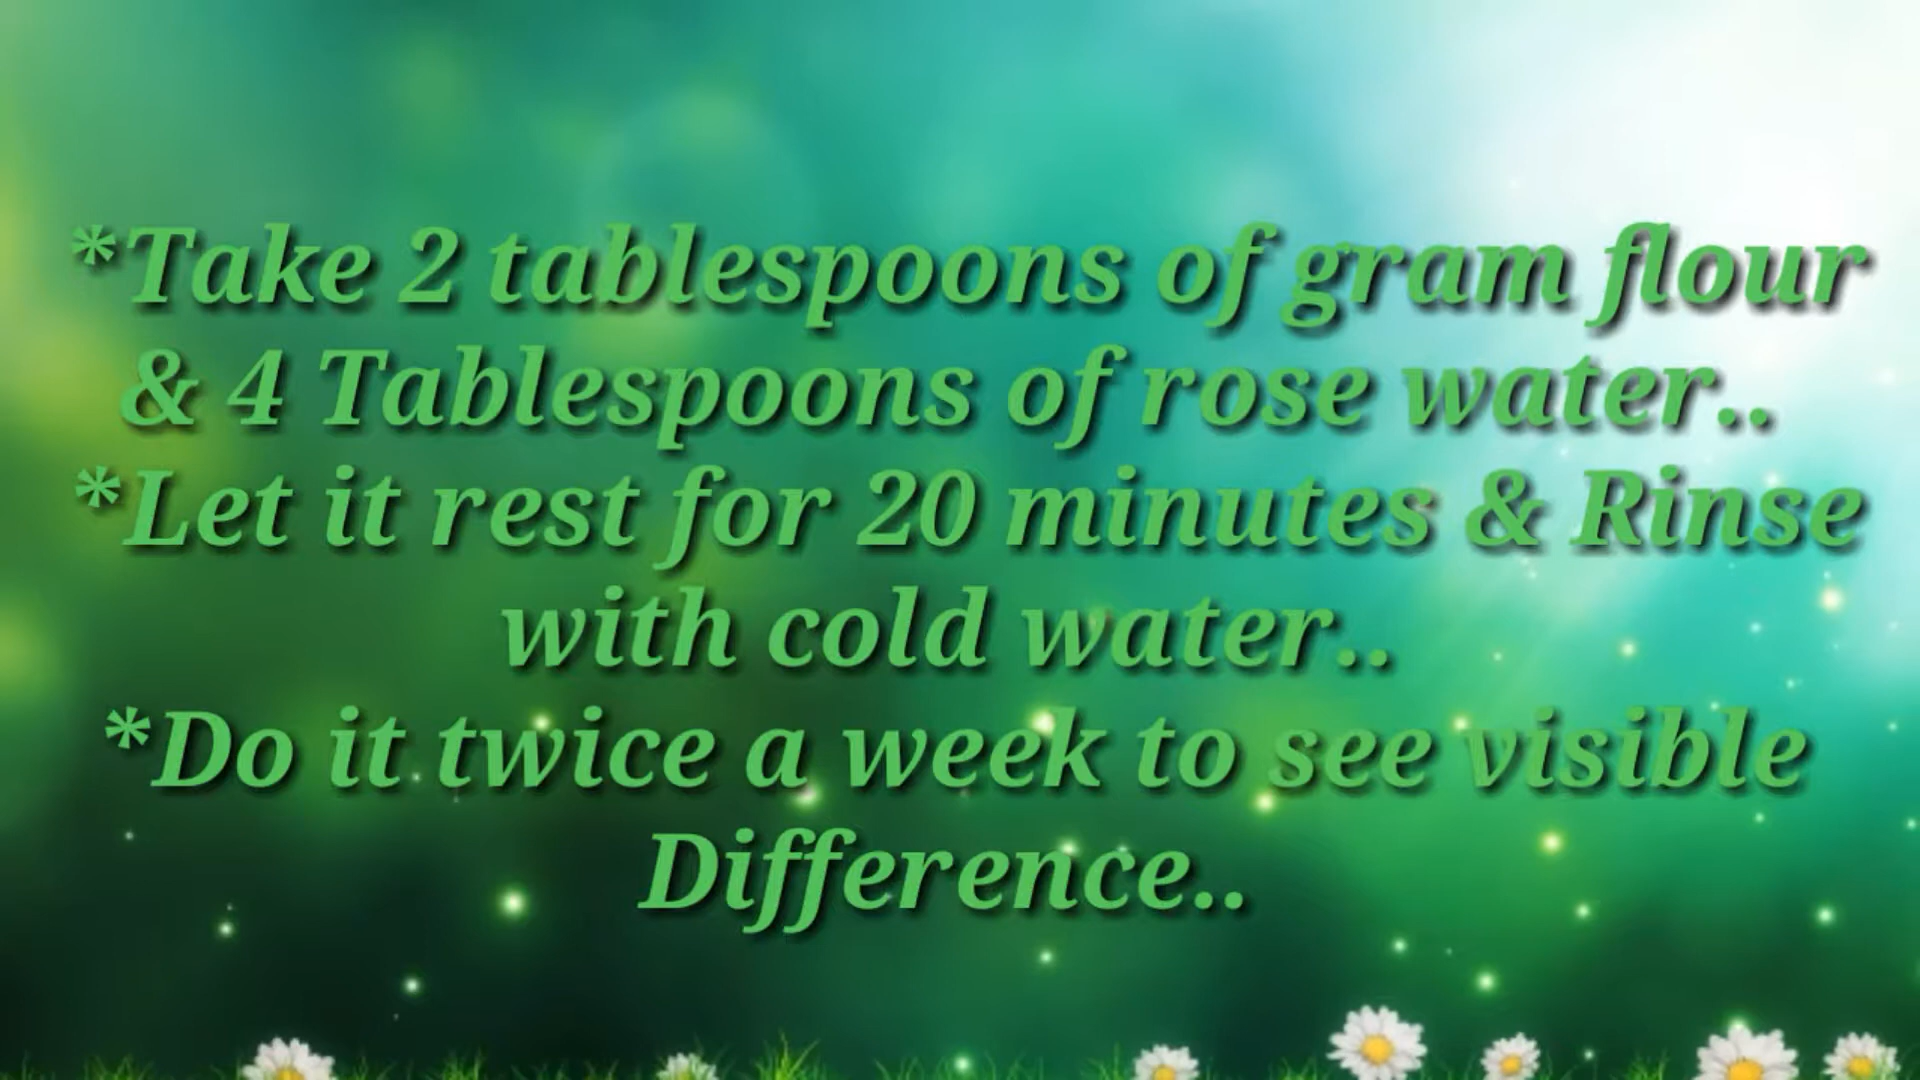 *Take 2 tablespoons of gram flour
& 4 Tablespoons of rose water..
*Let it rest for 20 minutes & Rinse
with cold water..
*Do it twice a week to see visible
Difference..